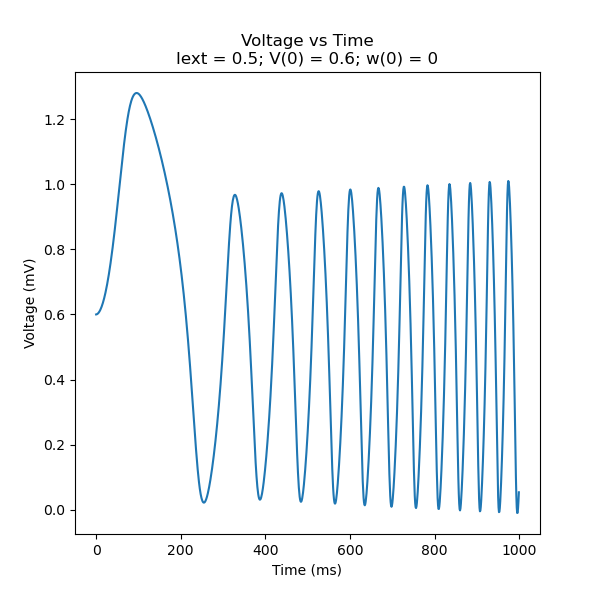 Voltage vs Time
Iext = 0.5; V(0) = 0.6; w(0) = 0
1.2
1.0
0.8
0.6
0.4
0.2
0.0
Voltage (mV)
0 200 400 600 800 1000
Time (ms)